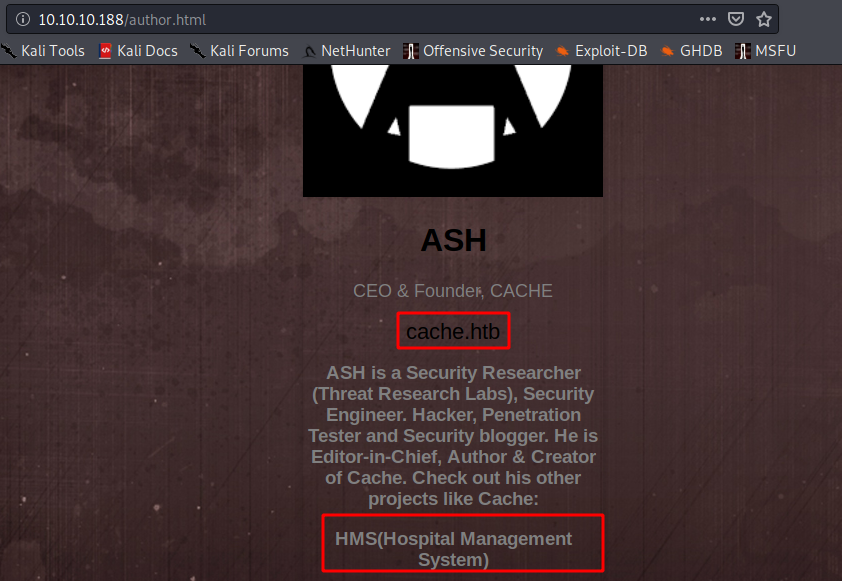 10.10.10.188/author.html
Kali Tools Kali Docs Kali Forums NetHunter Offensive Security Exploit-DB GHDB MSFU
ASH
CEO & Founder, CACHE
cache.htb
ASH is a Security Researcher
(Threat Research Labs), Security
Engineer. Hacker, Penetration
Tester and Security blogger. He is
Editor-in-Chief, Author & Creator
of Cache. Check out his other
projects like Cache:
HMS(Hospital Management
System)